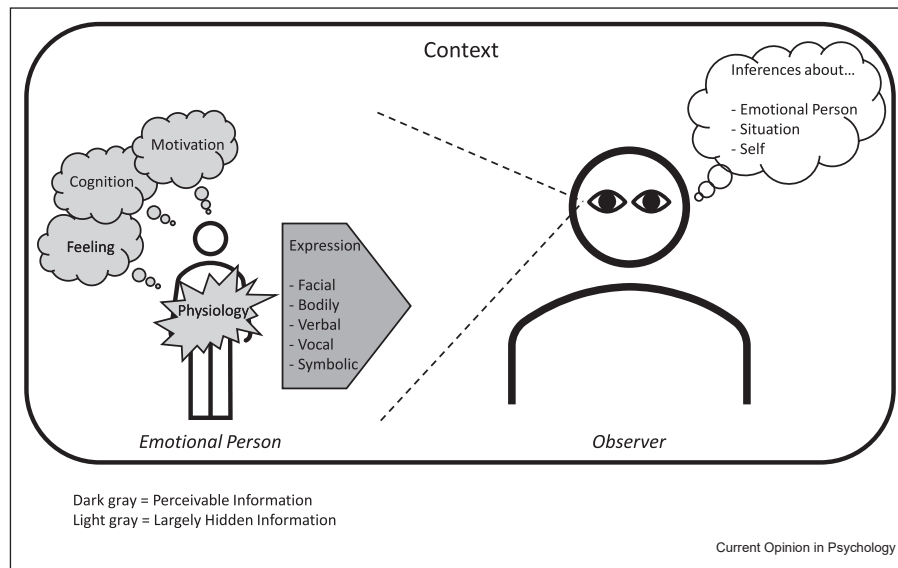 Context
Inferences about...
- Emotional Person
- Situation
- Self
Motivation
Cognition
Feeling
Physiology
Expression
- Facial
- Bodily
- Verbal
- Vocal
- Symbolic
Emotional Person
Observer
Dark gray = Perceivable Information
Light gray = Largely Hidden Information
Current Opinion in Psychology